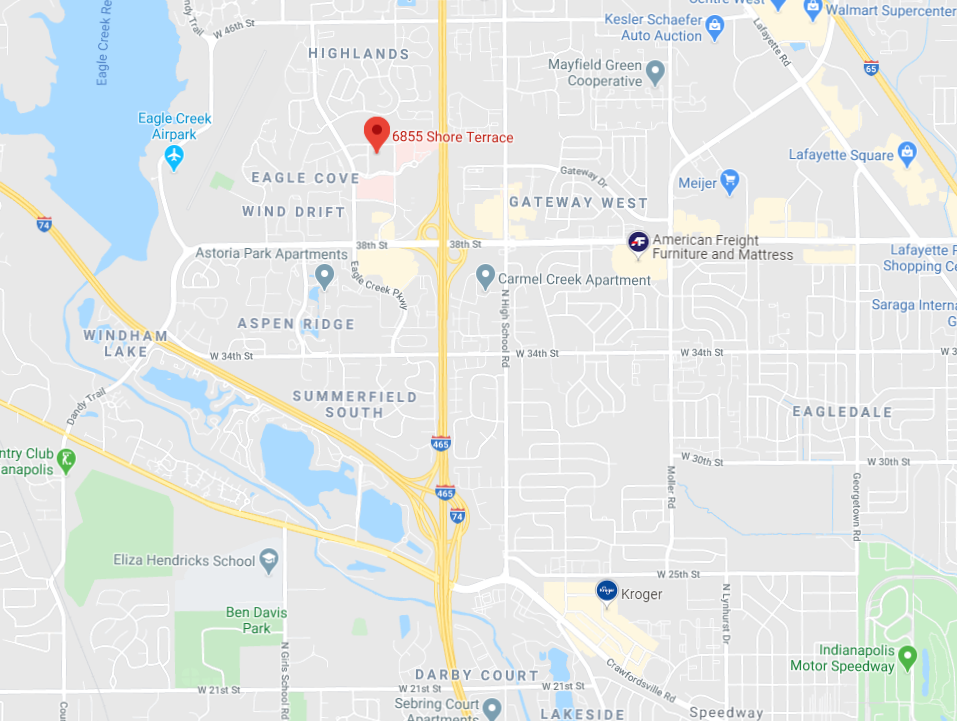 Centre West
Walmart Supercenter
Kesler Schaefer
Auto Auction
W 46th St
Dandy Trail
Lafayette Rd
Eagle Creek Re
HIGHLANDS
Mayfield Green
Cooperative
65
Eagle Creek
Airpark
6855 Shore Terrace
Lafayette Square
EAGLE COVE
Gateway Dr
Meijer
WIND DRIFT
GATEWAY WEST
74
38th St
38th St
American Freight
Furniture and Mattress
Astoria Park Apartments
Lafayette P
Shopping Ce
Eagle Creek Pkwy
Carmel Creek Apartment
N High School Rd
Saraga Interna
G
ASPEN RIDGE
WINDHAM
LAKE
W 34th St
W 34th St
W 34th St
W 3
Dandy Trail
SUMMERFIELD
SOUTH
EAGLEDALE
465
ntry Club
anapolis
W 30th St
W 30th St
Moller Rd
Georgetown Rd
465
74
Eliza Hendricks School
W 25th St
Kroger
Kroger
N Lynhurst Dr
Ben Davis
Park
N Girls School Rd
Indianapolis
Motor Speedway
Crawfordsville Rd
DARBY COURT
W 21st St
W 21st St
Sebring Court
Apartments
Cou
LAKESIDE
Speedway